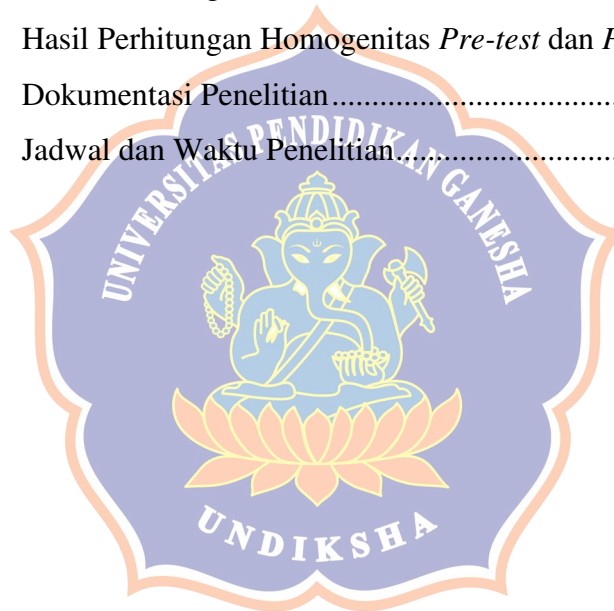 Hasil Perhitungan Homogenitas Pre-test dan
Dokumentasi Penelitian................................
Jadwal dan Waktu Penelitian......................
UNIVERSITAS PENDIDIKAN GANESHA
UNDIKSHA